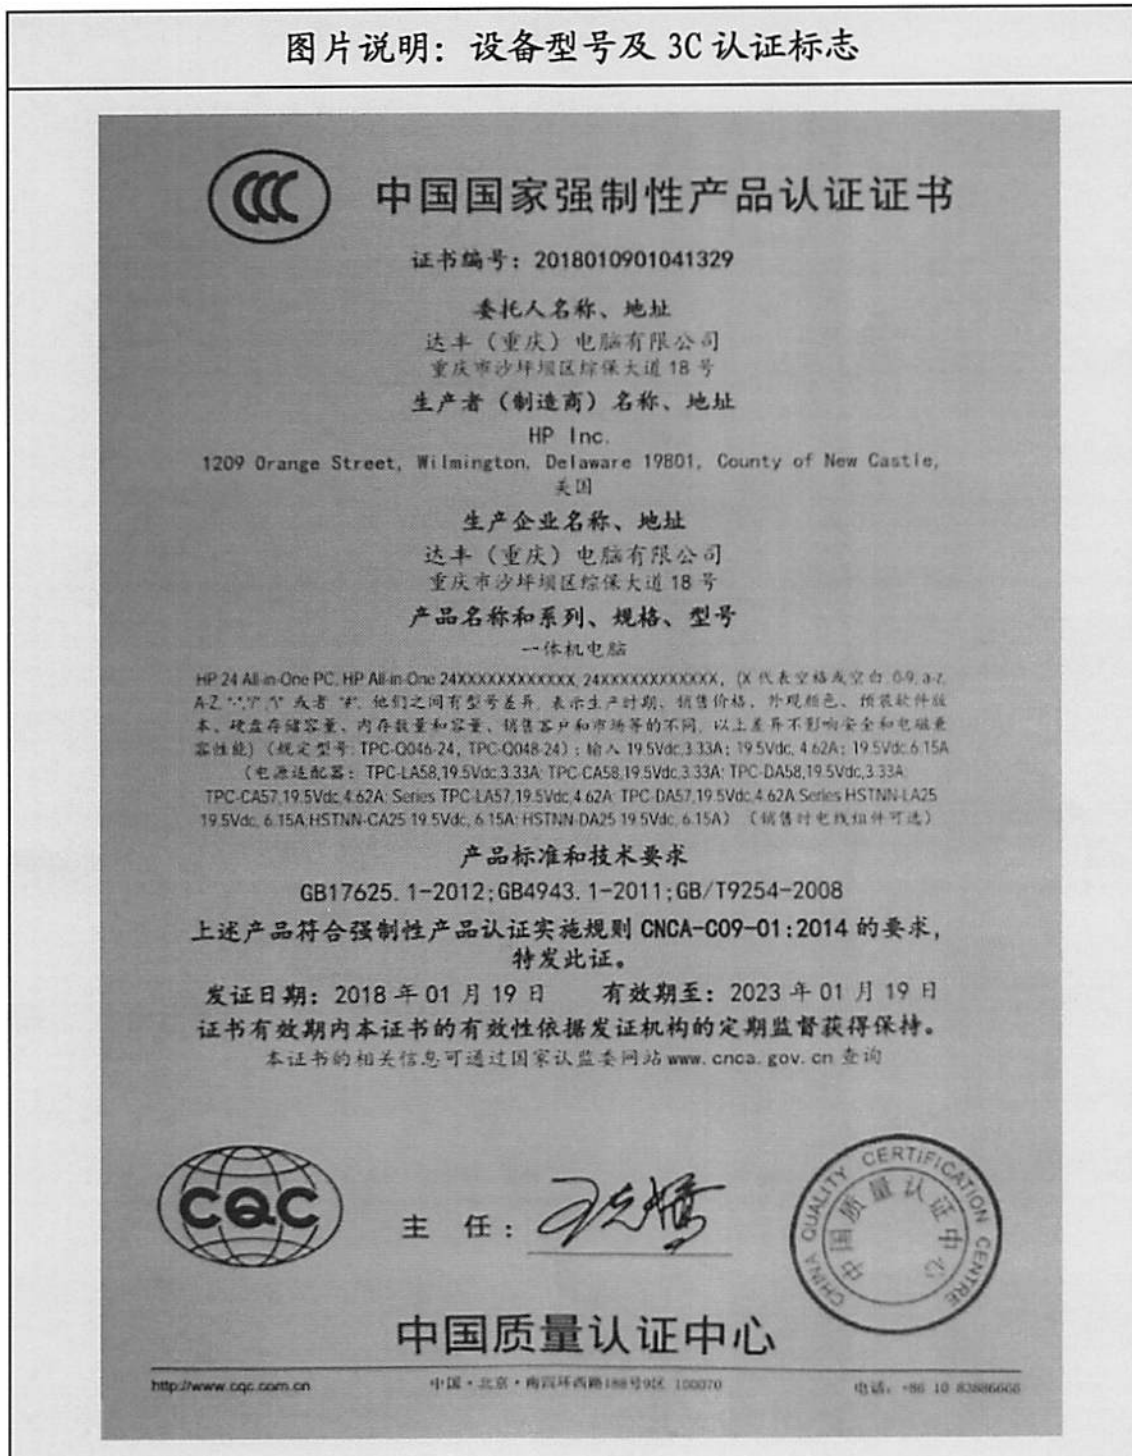 图片说明：设备型号及 3C 认证标志
中国国家强制性产品认证证书
证书编号：2018010901041329
委托人名称、地址
达丰（重庆）电脑有限公司
重庆市沙坪坝区综保大道 18 号
生产者（制造商）名称、地址
HP Inc.
1209 Orange Street, Wilmington, Delaware 19801, County of New Castle,
美国
生产企业名称、地址
达丰（重庆）电脑有限公司
重庆市沙坪坝区综保大道 18 号
产品名称和系列、规格、型号
一体机电脑
HP 24 All-in-One PC, HP All-in-One 24XXXXXXXXXXXX, 24XXXXXXXXXXXX, (X 代表空格或空白, 0-9, a-z,
A-Z, 或者 "#", 他们之间有型号差异, 表示生产时期、销售价格、外观颜色、预装软件版
本、硬盘存储容量、内存数量和容量、销售客户和市场等的不同, 以上差异不影响安全和电磁兼
容性能) (规定型号: TPC-Q046-24, TPC-Q048-24) ; 输入 19.5Vdc,3.33A; 19.5Vdc, 4.62A; 19.5Vdc,6.15A
(电源适配器: TPC-LA58,19.5Vdc,3.33A; TPC-CA58,19.5Vdc,3.33A; TPC-DA58,19.5Vdc,3.33A;
TPC-CA57,19.5Vdc,4.62A; Series TPC-LA57,19.5Vdc,4.62A; TPC-DA57,19.5Vdc,4.62A Series HSTNN-LA25
19.5Vdc, 6.15A;HSTNN-CA25 19.5Vdc, 6.15A; HSTNN-DA25 19.5Vdc, 6.15A) (销售时电线组件可选)
产品标准和技术要求
GB17625.1-2012;GB4943.1-2011;GB/T9254-2008
上述产品符合强制性产品认证实施规则 CNCA-C09-01:2014 的要求，
特发此证。
发证日期：2018 年 01 月 19 日 有效期至：2023 年 01 月 19 日
证书有效期内本证书的有效性依据发证机构的定期监督获得保持。
本证书的相关信息可通过国家认监委网站 www.cnca.gov.cn 查询
CQC
主 任：
CHINA QUALITY CERTIFICATION CENTRE
中国质量认证中心
中国质量认证中心
http://www.cqc.com.cn 中国·北京·南四环西路188号9区 100070 电话：+86 10 83886666